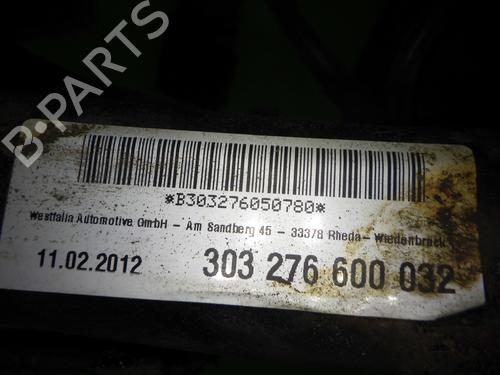 B-PARTS
*B303276050780*
Westfalia Automotive GmbH - Am Sandberg 45 - 33378 Rheda - Wiedenbrück
11.02.2012 303 276 600 032